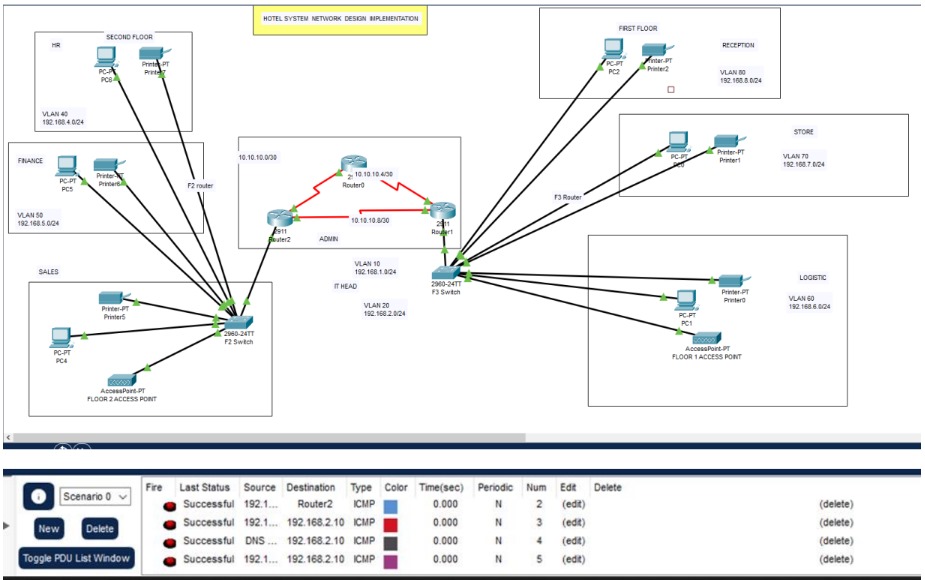 HOTEL SYSTEM NETWORK DESIGN IMPLEMENTATION
SECOND FLOOR
HR
PC-PT
PC6
Printer-PT
VLAN 40
192.168.4.0/24
FINANCE
PC-PT
PC5
Printer-PT
F2 router
VLAN 50
192.168.5.0/24
SALES
Printer-PT
Printer5
PC-PT
PC4
AccessPoint-PT
FLOOR 2 ACCESS POINT
2960-24TT
F2 Switch
10.10.10.0/30
10.10.10.4/30
Router0
10.10.10.8/30
2911
Router2
2911
Router1
ADMIN
VLAN 10
192.168.1.0/24
IT HEAD
VLAN 20
192.168.2.0/24
2960-24TT
F3 Switch
FIRST FLOOR
RECEPTION
PC-PT
PC2
Printer-PT
Printer2
VLAN 80
192.168.8.0/24
STORE
PC-PT
Printer-PT
Printer1
VLAN 70
192.168.7.0/24
F3 Router
LOGISTIC
Printer-PT
Printer0
PC-PT
PC1
VLAN 60
192.168.6.0/24
AccessPoint-PT
FLOOR 1 ACCESS POINT
Scenario 0
New Delete
Toggle PDU List Window
Fire Last Status Source Destination Type Color Time(sec) Periodic Num Edit Delete
Successful 192.1... Router2 ICMP 0.000 N 2 (edit) (delete)
Successful 192.1... 192.168.2.10 ICMP 0.000 N 3 (edit) (delete)
Successful DNS ... 192.168.2.10 ICMP 0.000 N 4 (edit) (delete)
Successful 192.1... 192.168.2.10 ICMP 0.000 N 5 (edit) (delete)